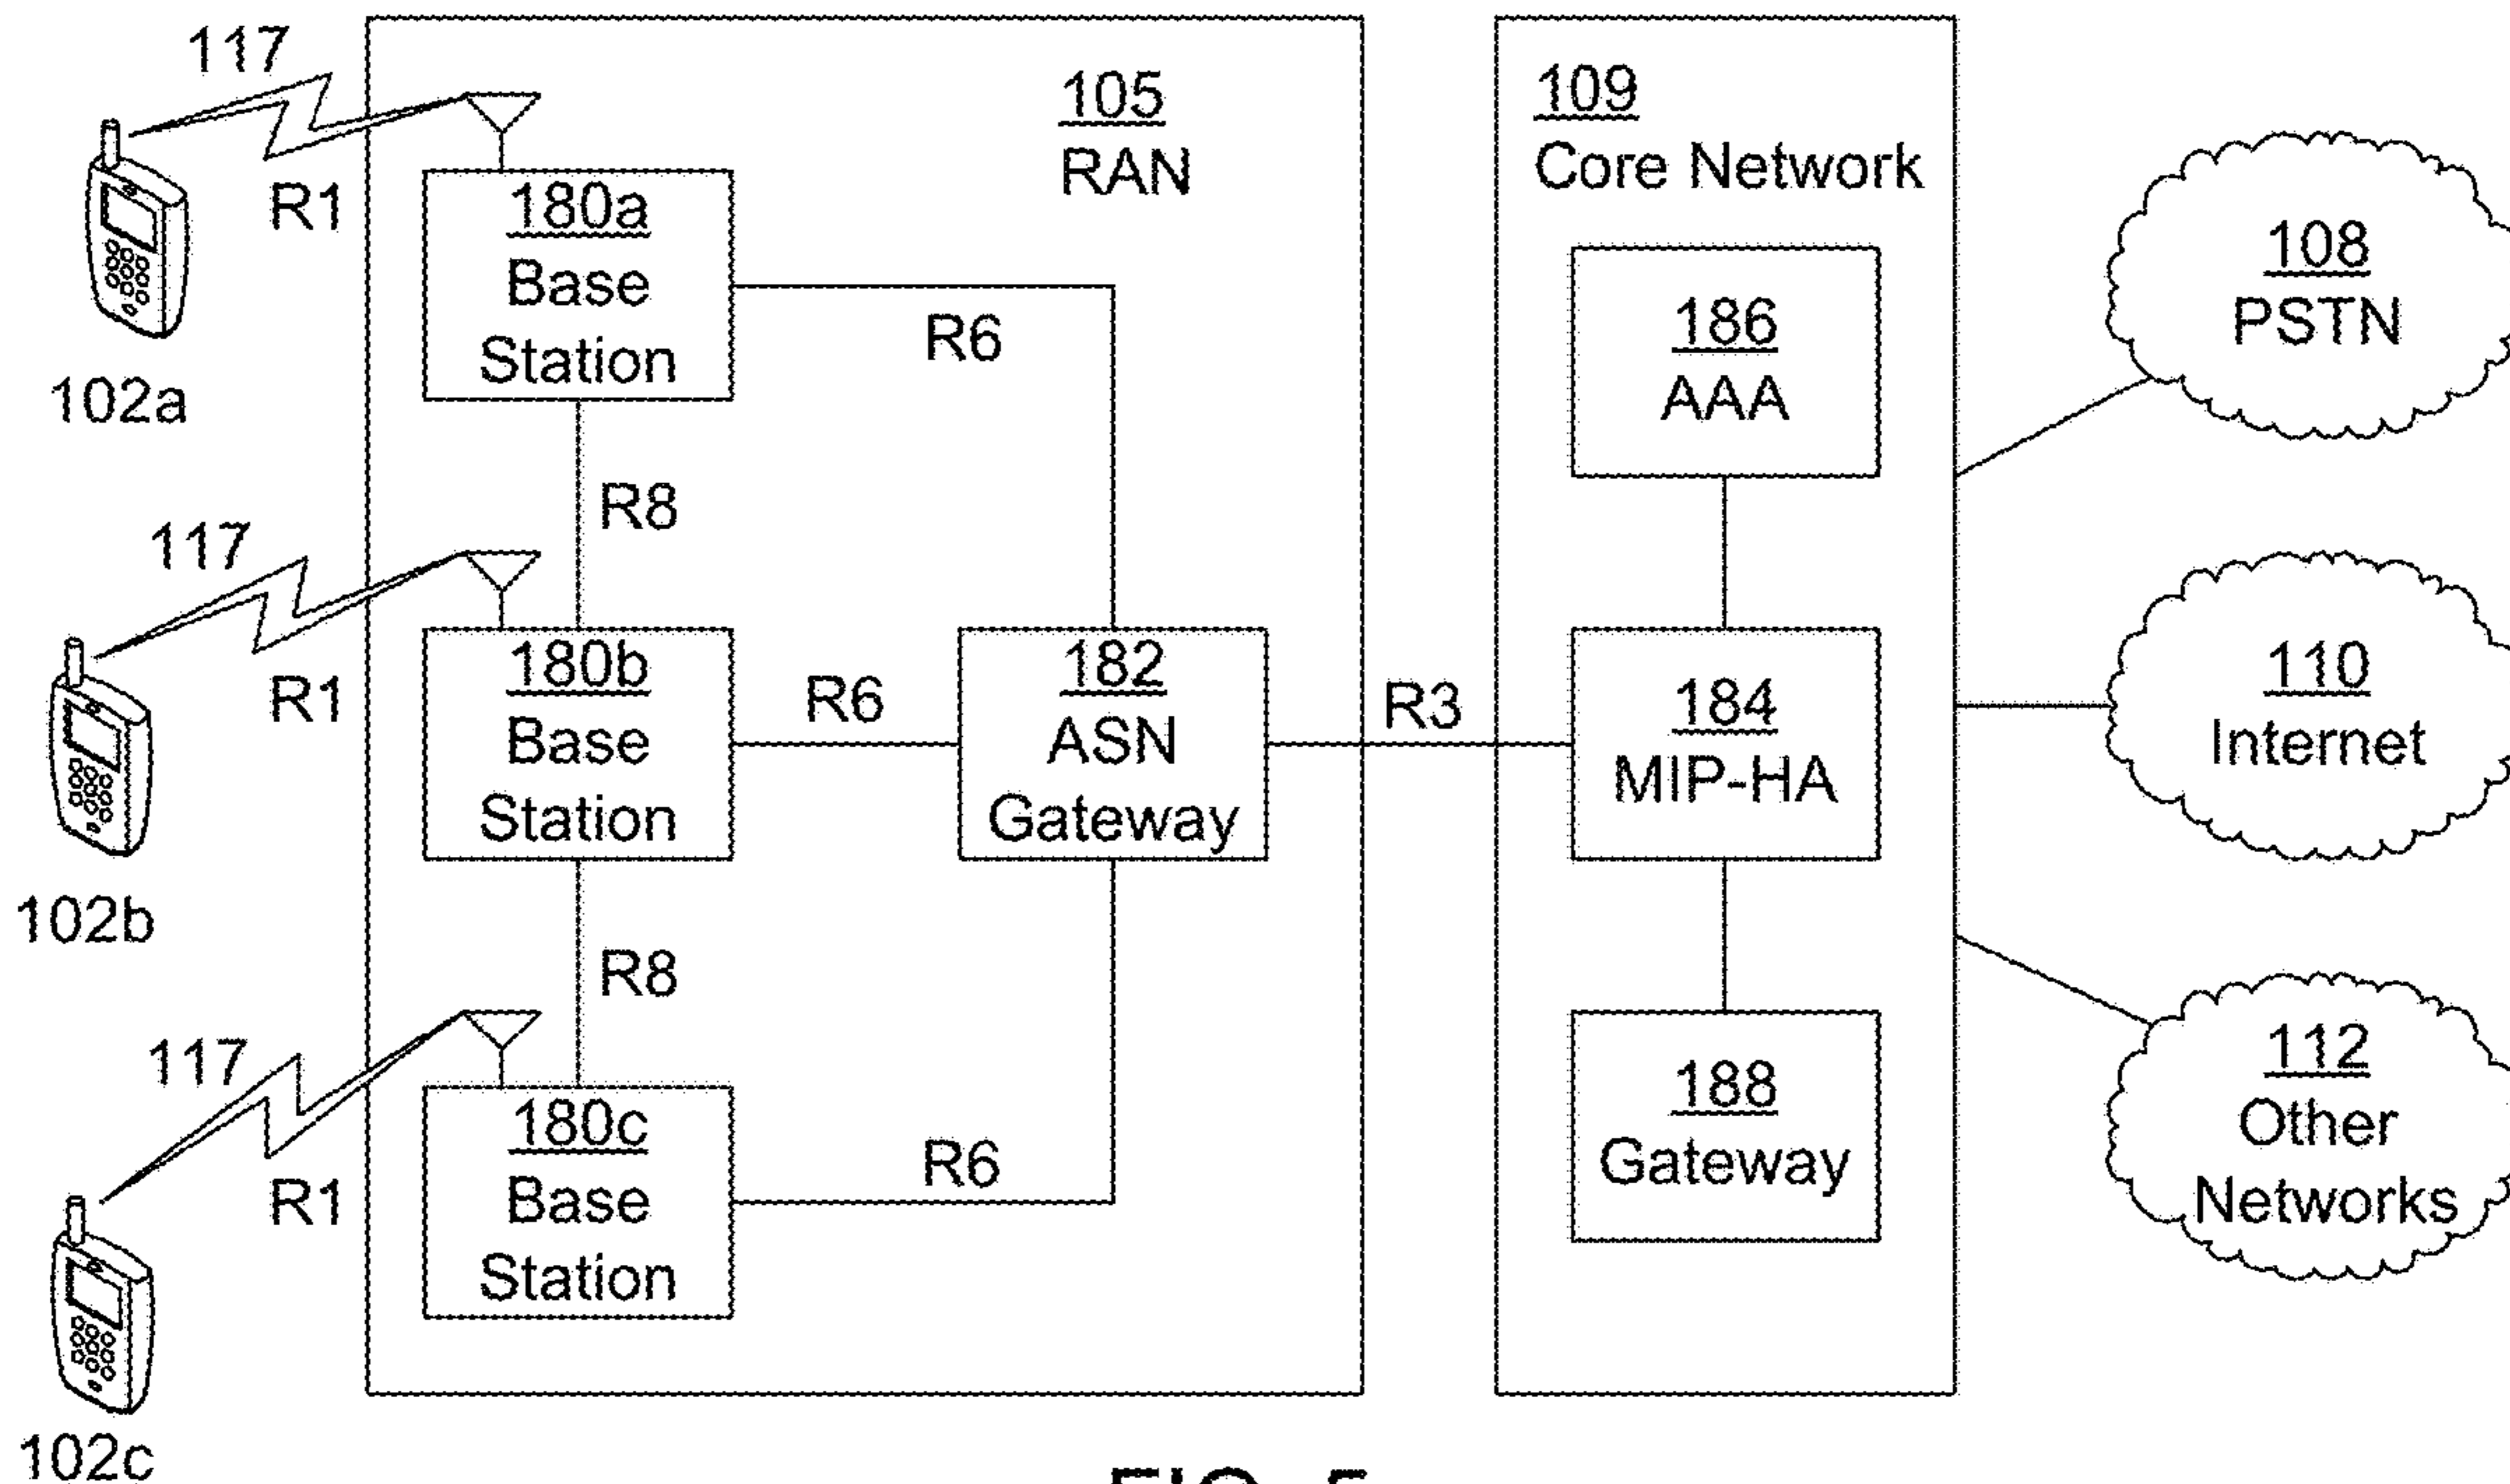 117
R1
102a
117
R1
102b
117
R1
102c
105
RAN
180a
Base
Station
R6
R8
180b
Base
Station
R6
182
ASN
Gateway
R8
180c
Base
Station
R6
R3
109
Core Network
186
AAA
184
MIP-HA
188
Gateway
108
PSTN
110
Internet
112
Other
Networks
FIG. 5